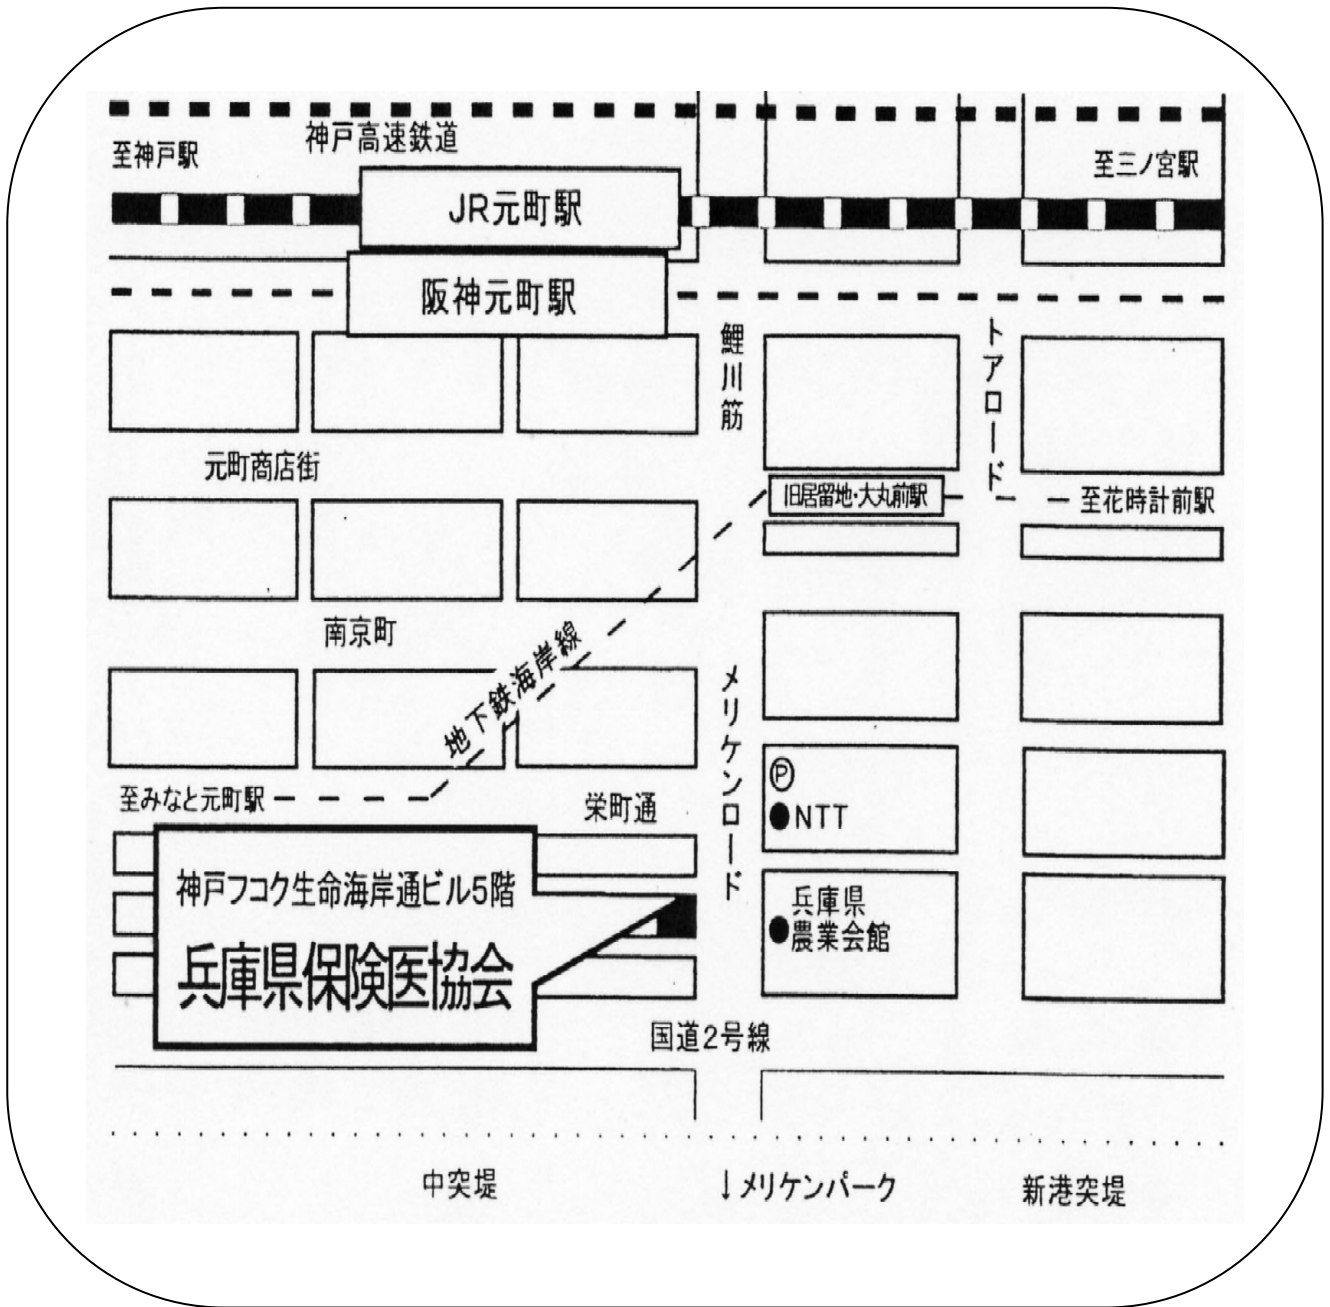 神戸高速鉄道
至神戸駅
至三ノ宮駅
JR元町駅
阪神元町駅
鯉川筋
トアロード
元町商店街
旧居留地・大丸前駅
至花時計前駅
南京町
地下鉄海岸線
メリケンロード
Ⓟ
至みなと元町駅
栄町通
●NTT
神戸フコク生命海岸通ビル5階
兵庫県保険医協会
兵庫県
●農業会館
国道2号線
中突堤
↓メリケンパーク
新港突堤